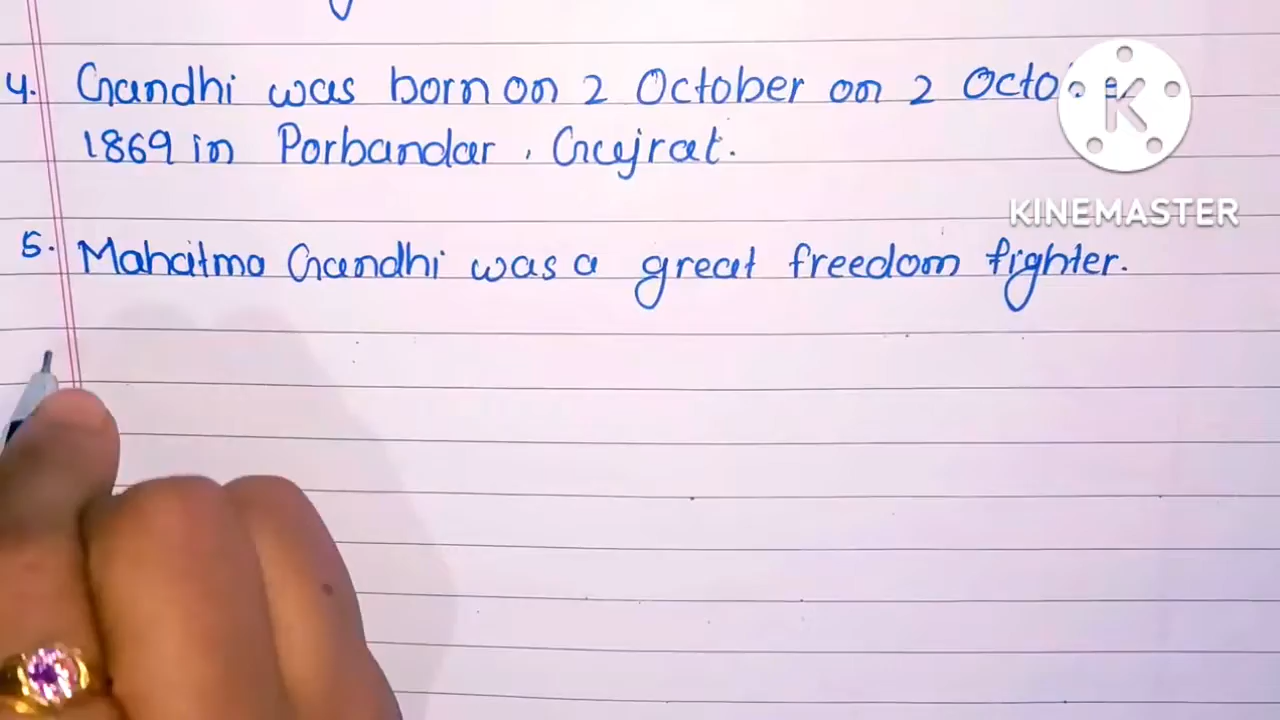 4. Gandhi was born on 2 October on 2 October
1869 in Porbandar, Gujrat.
5. Mahatma Gandhi was a great freedom fighter.
K
KINEMASTER